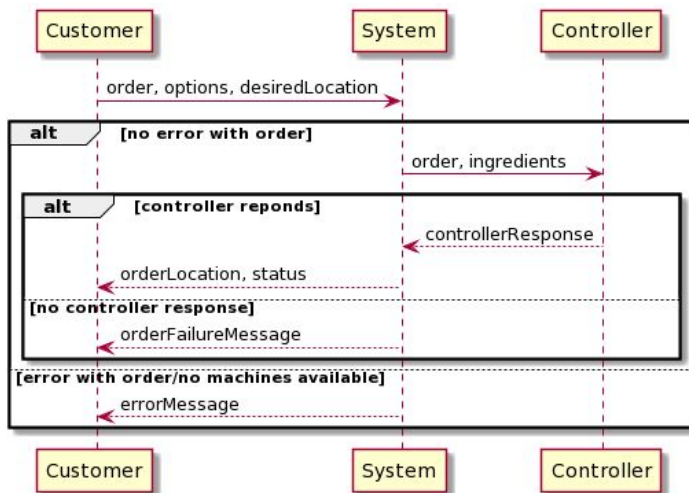 Customer System Controller
order, options, desiredLocation
alt [no error with order]
order, ingredients
alt [controller reponds]
controllerResponse
orderLocation, status
[no controller response]
orderFailureMessage
[error with order/no machines available]
errorMessage
Customer System Controller